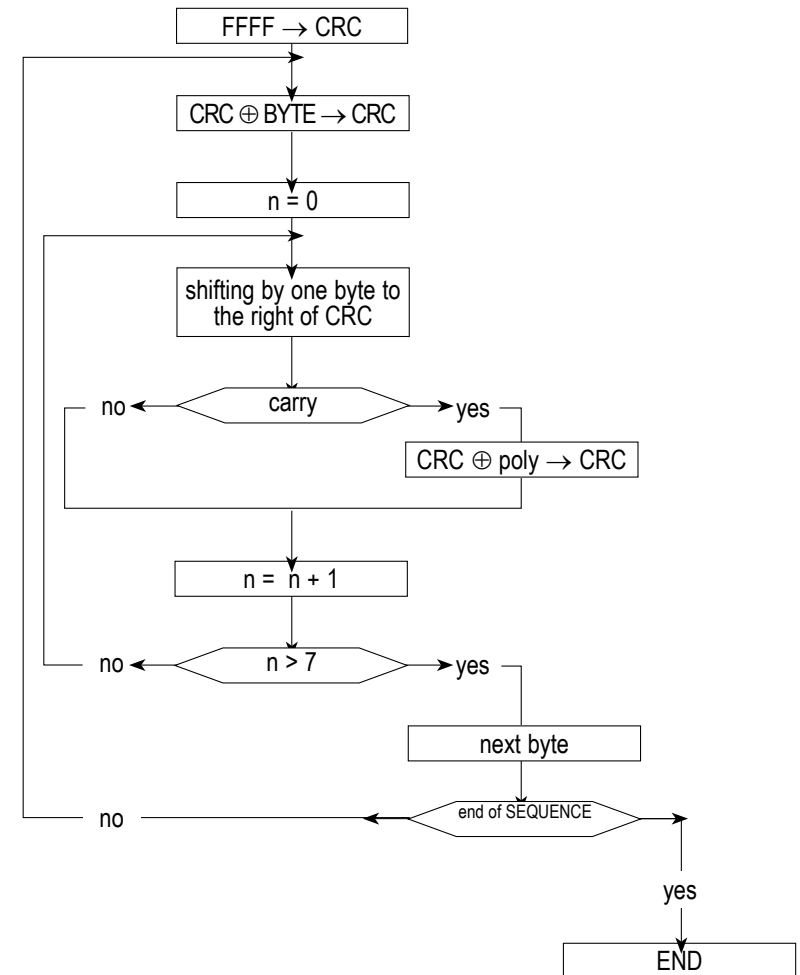 FFFF → CRC
CRC ⊕ BYTE → CRC
n = 0
shifting by one byte to
the right of CRC
no
carry
yes
CRC ⊕ poly → CRC
n = n + 1
no
n > 7
yes
next byte
no
end of SEQUENCE
yes
END